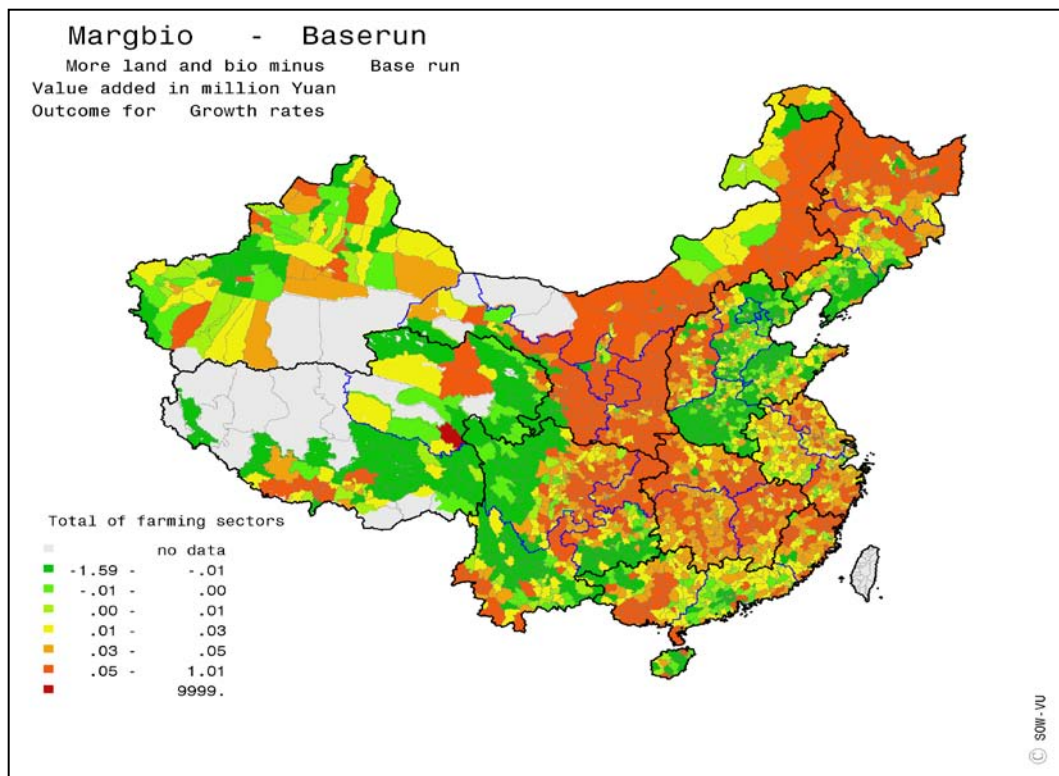 Margbio - Baserun
More land and bio minus Base run
Value added in million Yuan
Outcome for Growth rates
Total of farming sectors
no data
-1.59 - -.01
-.01 - .00
.00 - .01
.01 - .03
.03 - .05
.05 - 1.01
9999.
© SOW-VU